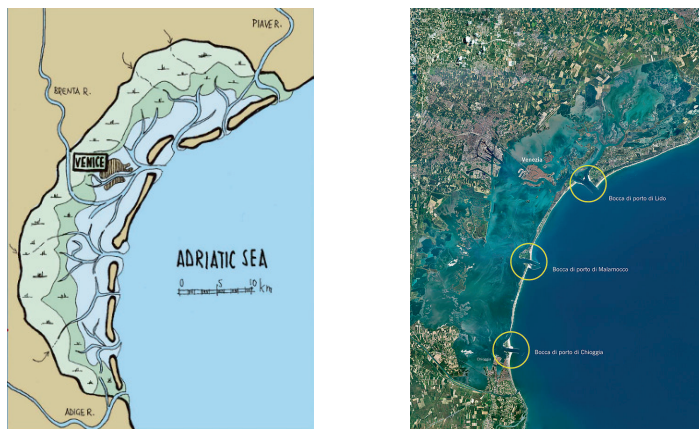 PIAVE R.
BRENTA R.
VENICE
ADRIATIC SEA
0 5 10 km
ADIGE R.
Venezia
Bocca di porto di Lido
Bocca di porto di Malamocco
Bocca di porto di Chioggia
Chioggia